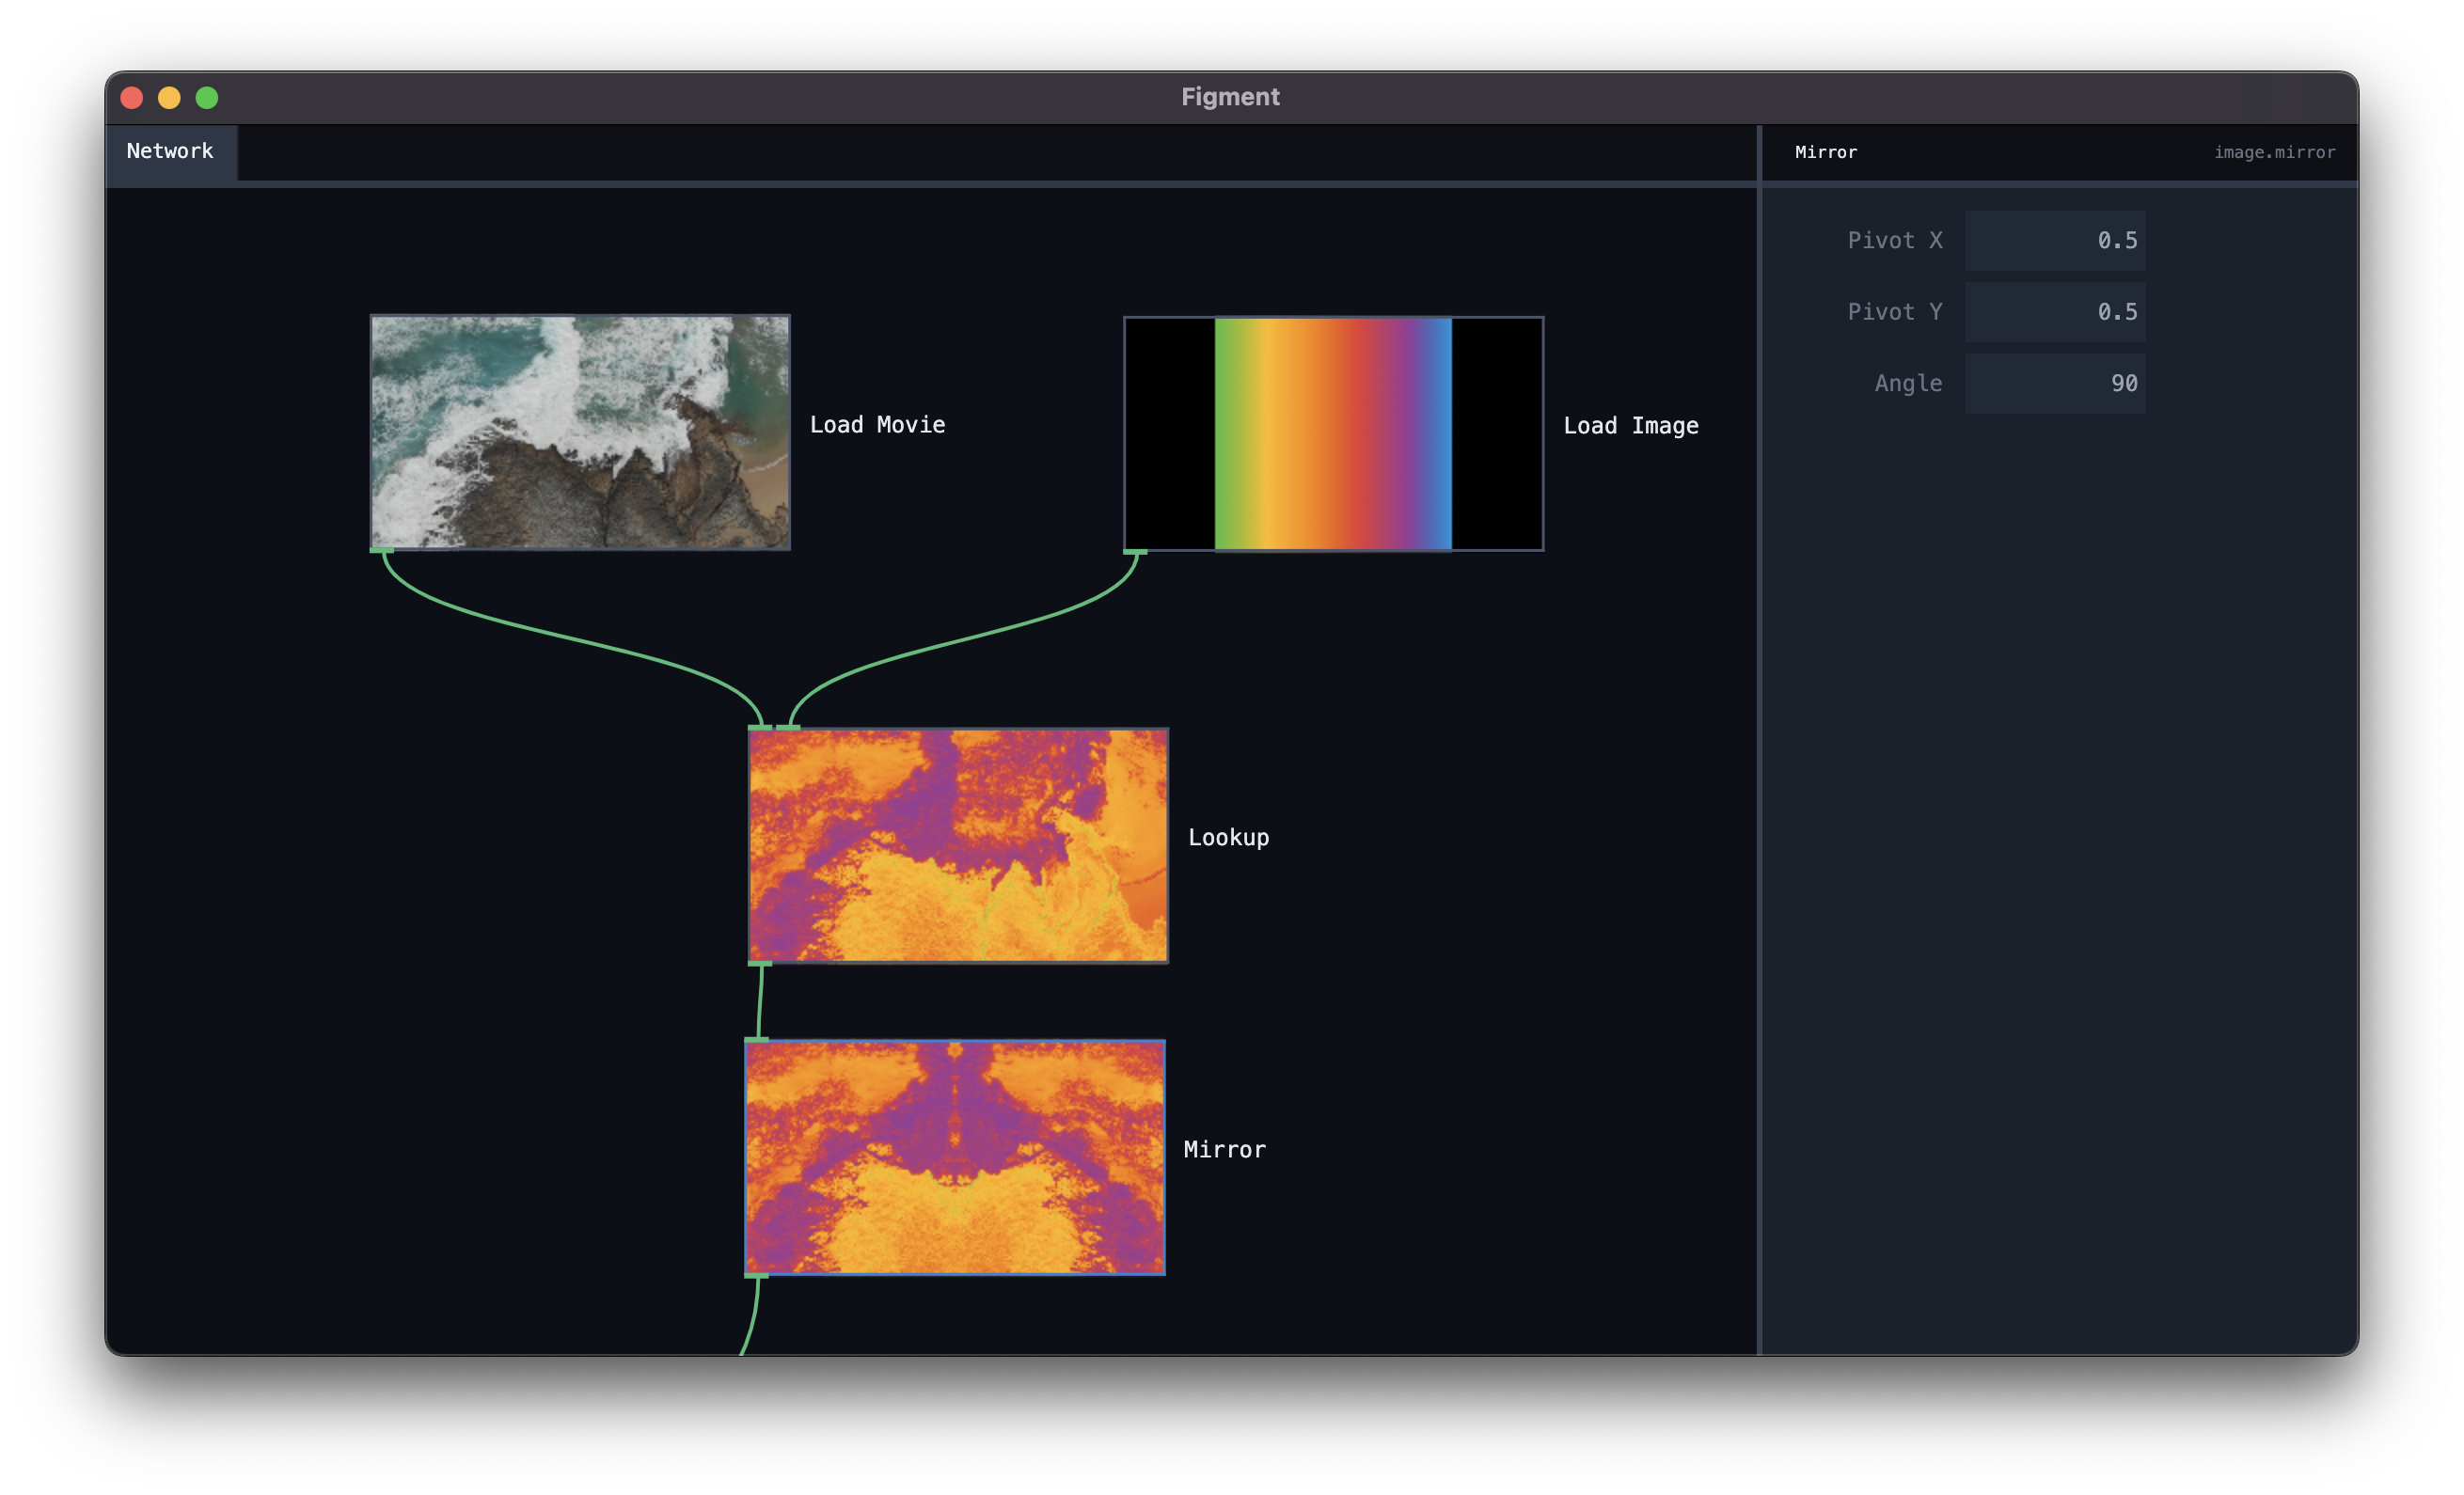 Figment
Network
Mirror
image.mirror
Pivot X
0.5
Pivot Y
0.5
Angle
90
Load Movie
Load Image
Lookup
Mirror